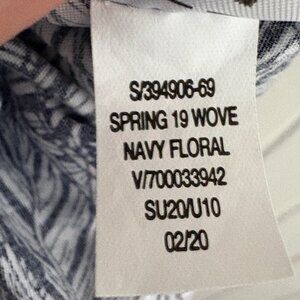 S/394906-69
SPRING 19 WOVE
NAVY FLORAL
V/700033942
SU20/U10
02/20